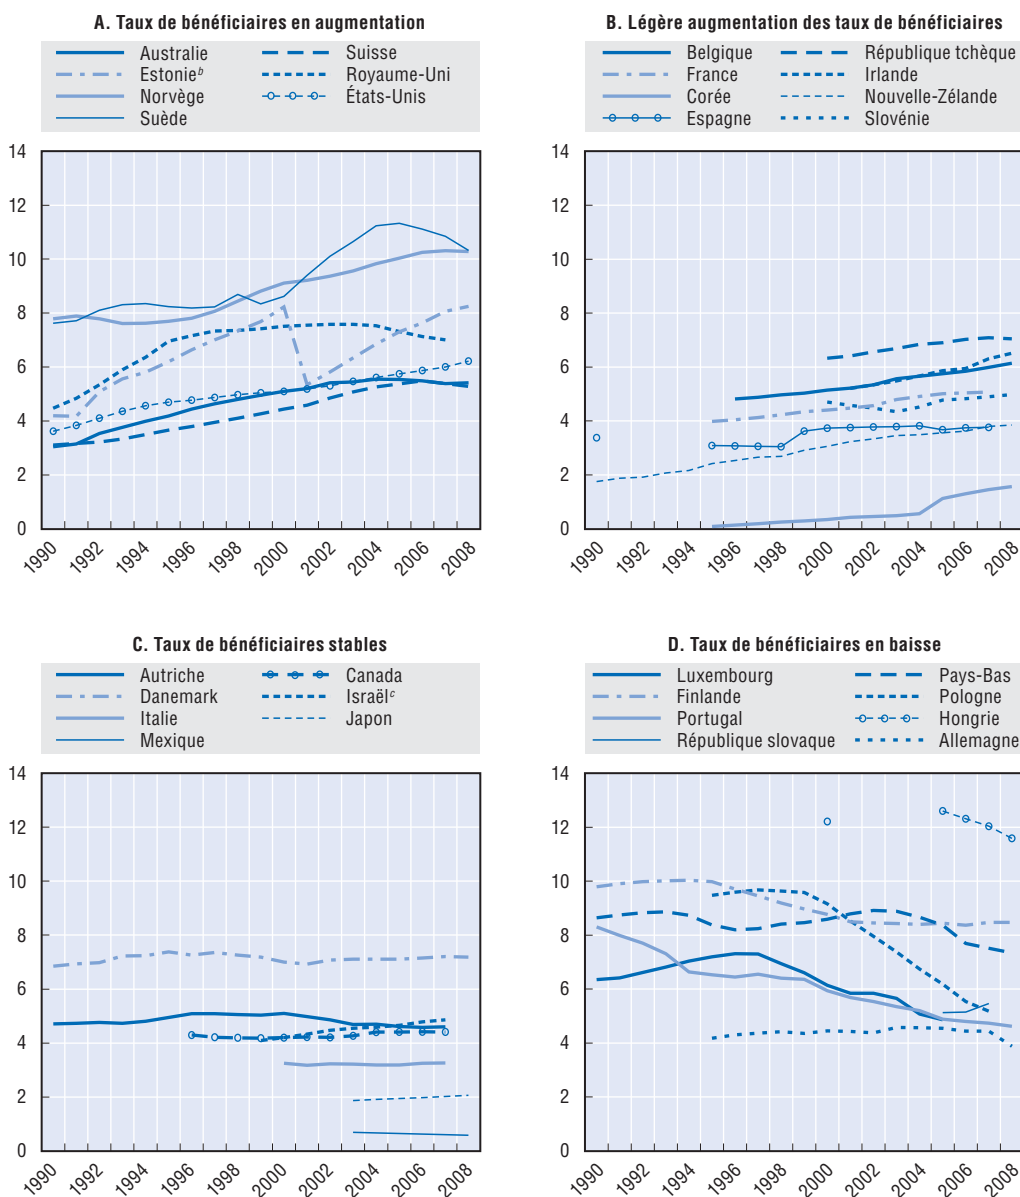 A. Taux de bénéficiaires en augmentation
Australie
Suisse
Estonie b
Royaume-Uni
Norvège
États-Unis
Suède
14
12
10
8
6
4
2
0
1990 1992 1994 1996 1998 2000 2002 2004 2006 2008
B. Légère augmentation des taux de bénéficiaires
Belgique
République tchèque
France
Irlande
Corée
Nouvelle-Zélande
Espagne
Slovénie
14
12
10
8
6
4
2
0
1990 1992 1994 1996 1998 2000 2002 2004 2006 2008
C. Taux de bénéficiaires stables
Autriche
Canada
Danemark
Israël c
Italie
Japon
Mexique
14
12
10
8
6
4
2
0
1990 1992 1994 1996 1998 2000 2002 2004 2006 2008
D. Taux de bénéficiaires en baisse
Luxembourg
Pays-Bas
Finlande
Pologne
Portugal
Hongrie
République slovaque
Allemagne
14
12
10
8
6
4
2
0
1990 1992 1994 1996 1998 2000 2002 2004 2006 2008